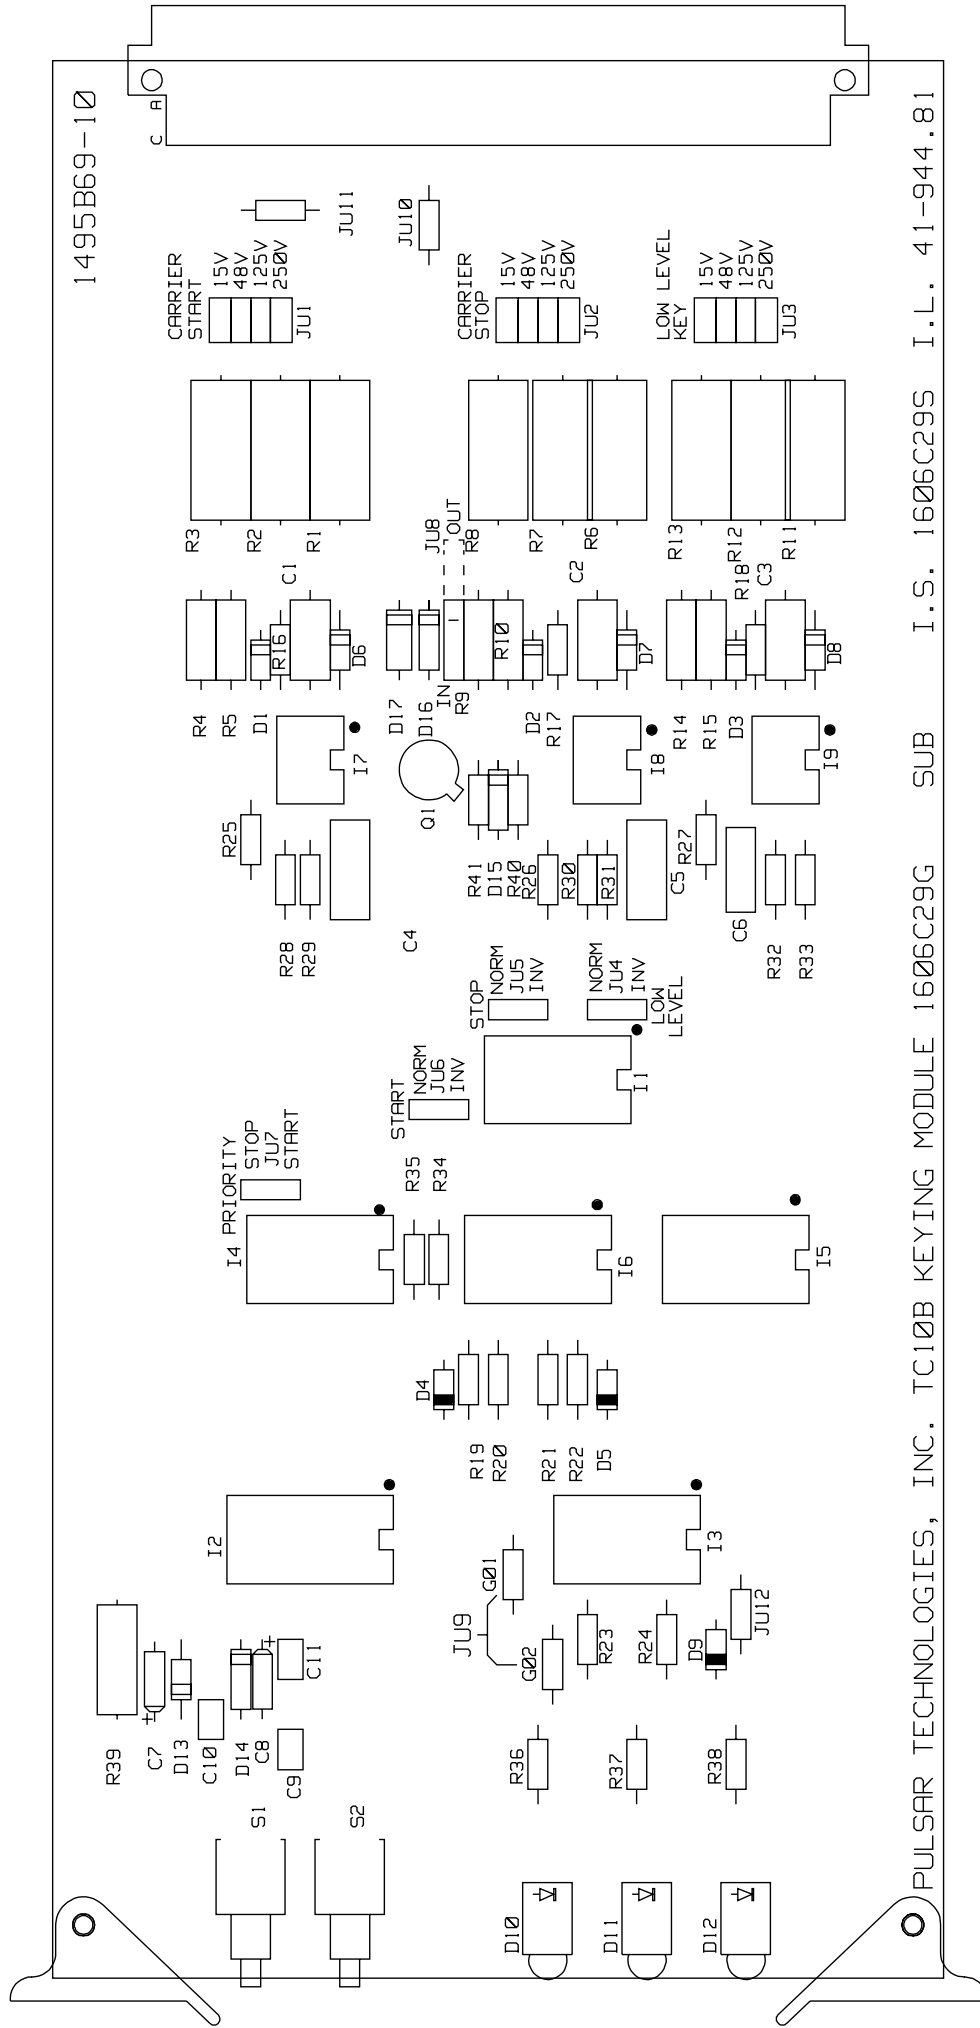 1495B69-10
C
A
JU11
JU10
CARRIER
START
15V
48V
125V
250V
JU1
CARRIER
STOP
15V
48V
125V
250V
JU2
LOW LEVEL
KEY
15V
48V
125V
250V
JU3
R3
R2
R1
JU8
OUT
R8
R7
R6
R13
R12
R11
C1
C2
R18
C3
R16
D6
R10
D7
D8
IN
R4
R5
D1
D17
D16
R9
D2
R17
R14
R15
D3
I7
I8
I9
Q1
R25
R41
D15
R40
R26
R30
R31
C5
R27
C6
R28
R29
C4
R32
R33
STOP
NORM
JU5
INV
NORM
JU4
INV
LOW
LEVEL
START
NORM
JU6
INV
I1
PRIORITY
STOP
JU7
START
R35
R34
I4
I6
I5
D4
R19
R20
R21
R22
D5
I2
I3
JU9
G01
G02
R23
R24
D9
JU12
+
C11
+
R39
C7
D13
C10
D14
C8
C9
R36
R37
R38
S1
S2
D10
D11
D12
PULSAR TECHNOLOGIES, INC. TC10B KEYING MODULE 1606C29G SUB I.S. 1606C29S I.L. 41-944.81